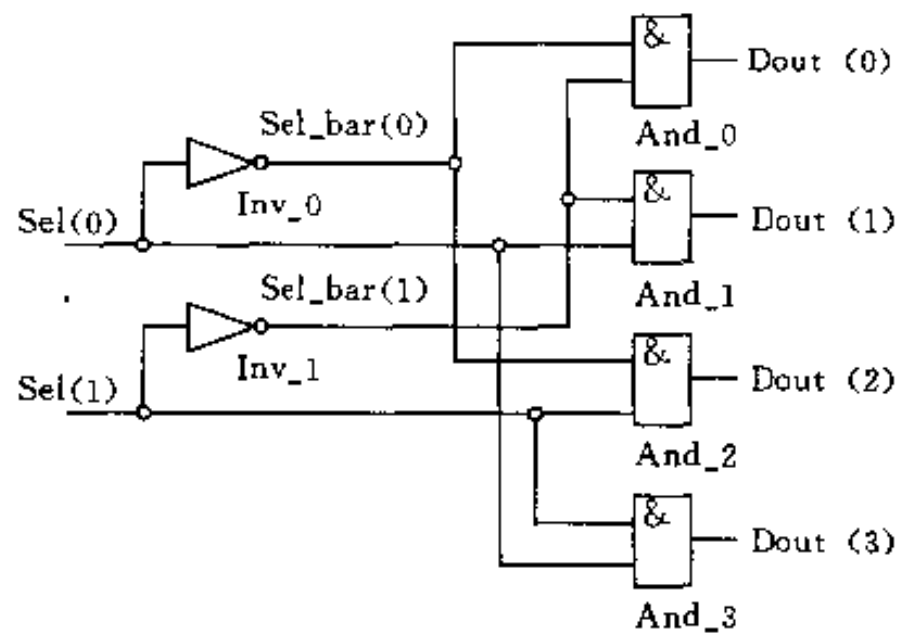 &
Dout (0)
Sel_bar(0)
And_0
Inv_0
&
Sel(0)
Dout (1)
Sel_bar(1)
And_1
Inv_1
&
Sel(1)
Dout (2)
And_2
&
Dout (3)
And_3